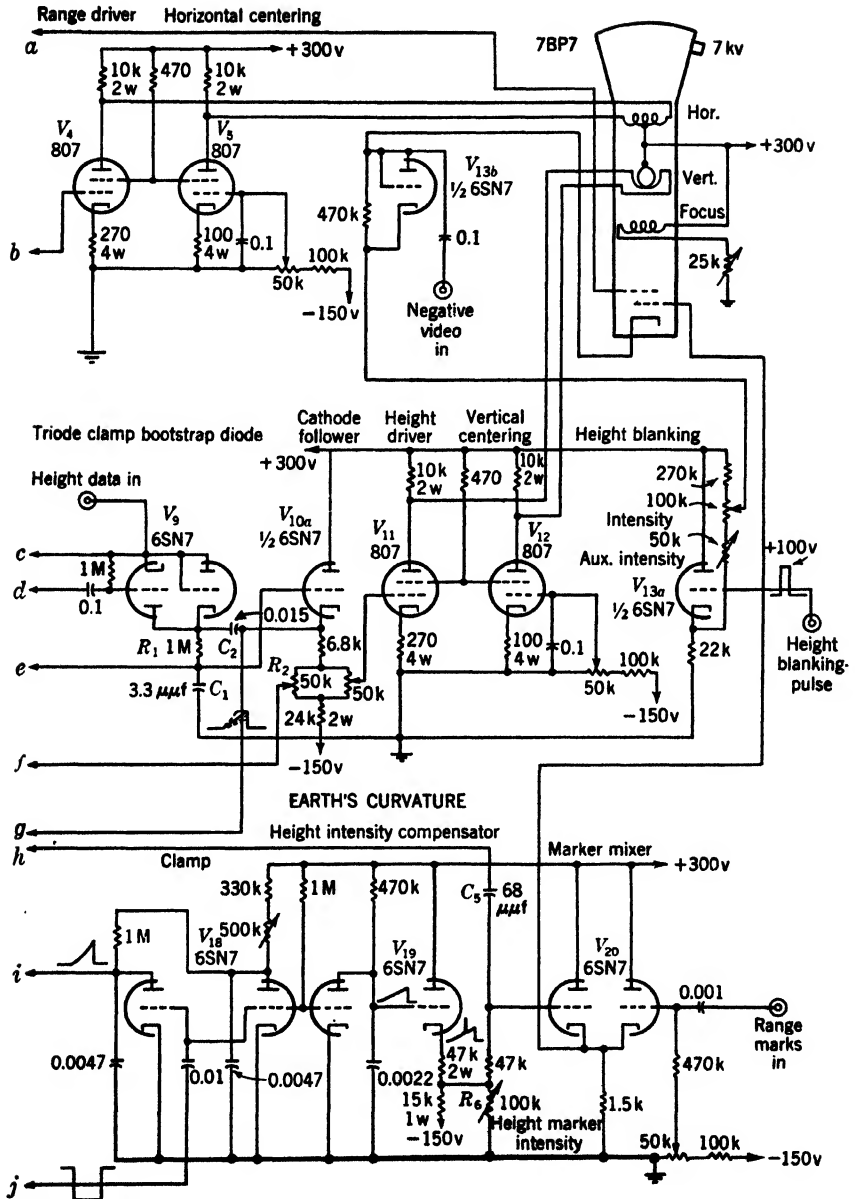 Range driver Horizontal centering
a
+300v
10k
2w
470
10k
2w
V4
807
V5
807
b
270
4w
100
4w
0.1
100k
50k
-150v
7BP7
7kv
Hor.
+300v
Vert.
Focus
25k
V13b
½ 6SN7
470k
0.1
Negative
video
in
Triode clamp bootstrap diode
Cathode
follower
Height
driver
Vertical
centering
Height blanking
+300v
Height data in
V9
6SN7
V10a
½ 6SN7
10k
2w
470
10k
2w
270k
100k
Intensity
50k
Aux. intensity
+100v
V11
807
V12
807
V13a
½ 6SN7
c
d
1M
0.1
0.015
C2
R1 1M
6.8k
270
4w
100
4w
0.1
22k
Height
blanking-
pulse
e
3.3 μμf
C1
R2
50k
50k
100k
50k
-150v
24k
2w
-150v
f
EARTH'S CURVATURE
g
Height intensity compensator
h
Clamp
Marker mixer
+300v
330k
1M
470k
C5
68
μμf
1M
500k
V18
6SN7
V19
6SN7
V20
6SN7
i
0.001
Range
marks
in
0.0047
0.01
0.0047
0.0022
47k
2w
47k
470k
15k
1w
R6
100k
1.5k
-150v
Height marker
intensity
50k
100k
-150v
j